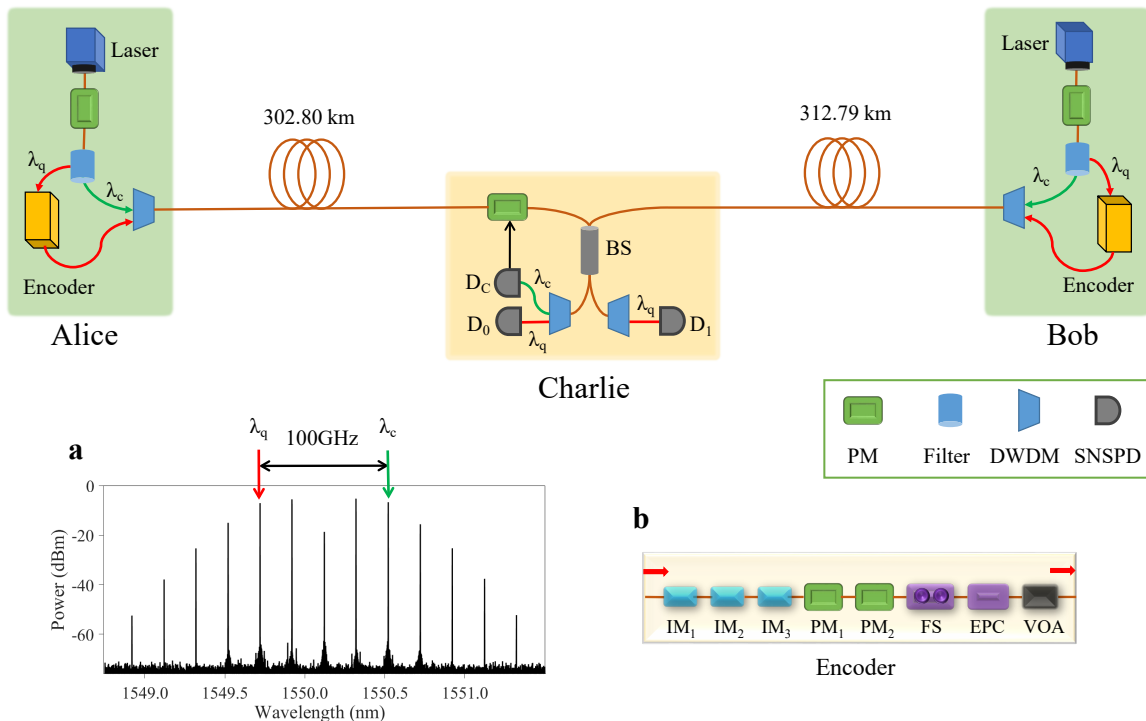 Laser
λq
λc
Encoder
Alice
302.80 km
312.79 km
BS
DC
λc
D0
λq
λq
D1
Charlie
Laser
λc
λq
Encoder
Bob
PM
Filter
DWDM
SNSPD
a
λq
100GHz
λc
0
-20
-40
-60
Power (dBm)
1549.0
1549.5
1550.0
1550.5
1551.0
Wavelength (nm)
b
IM1
IM2
IM3
PM1
PM2
FS
EPC
VOA
Encoder